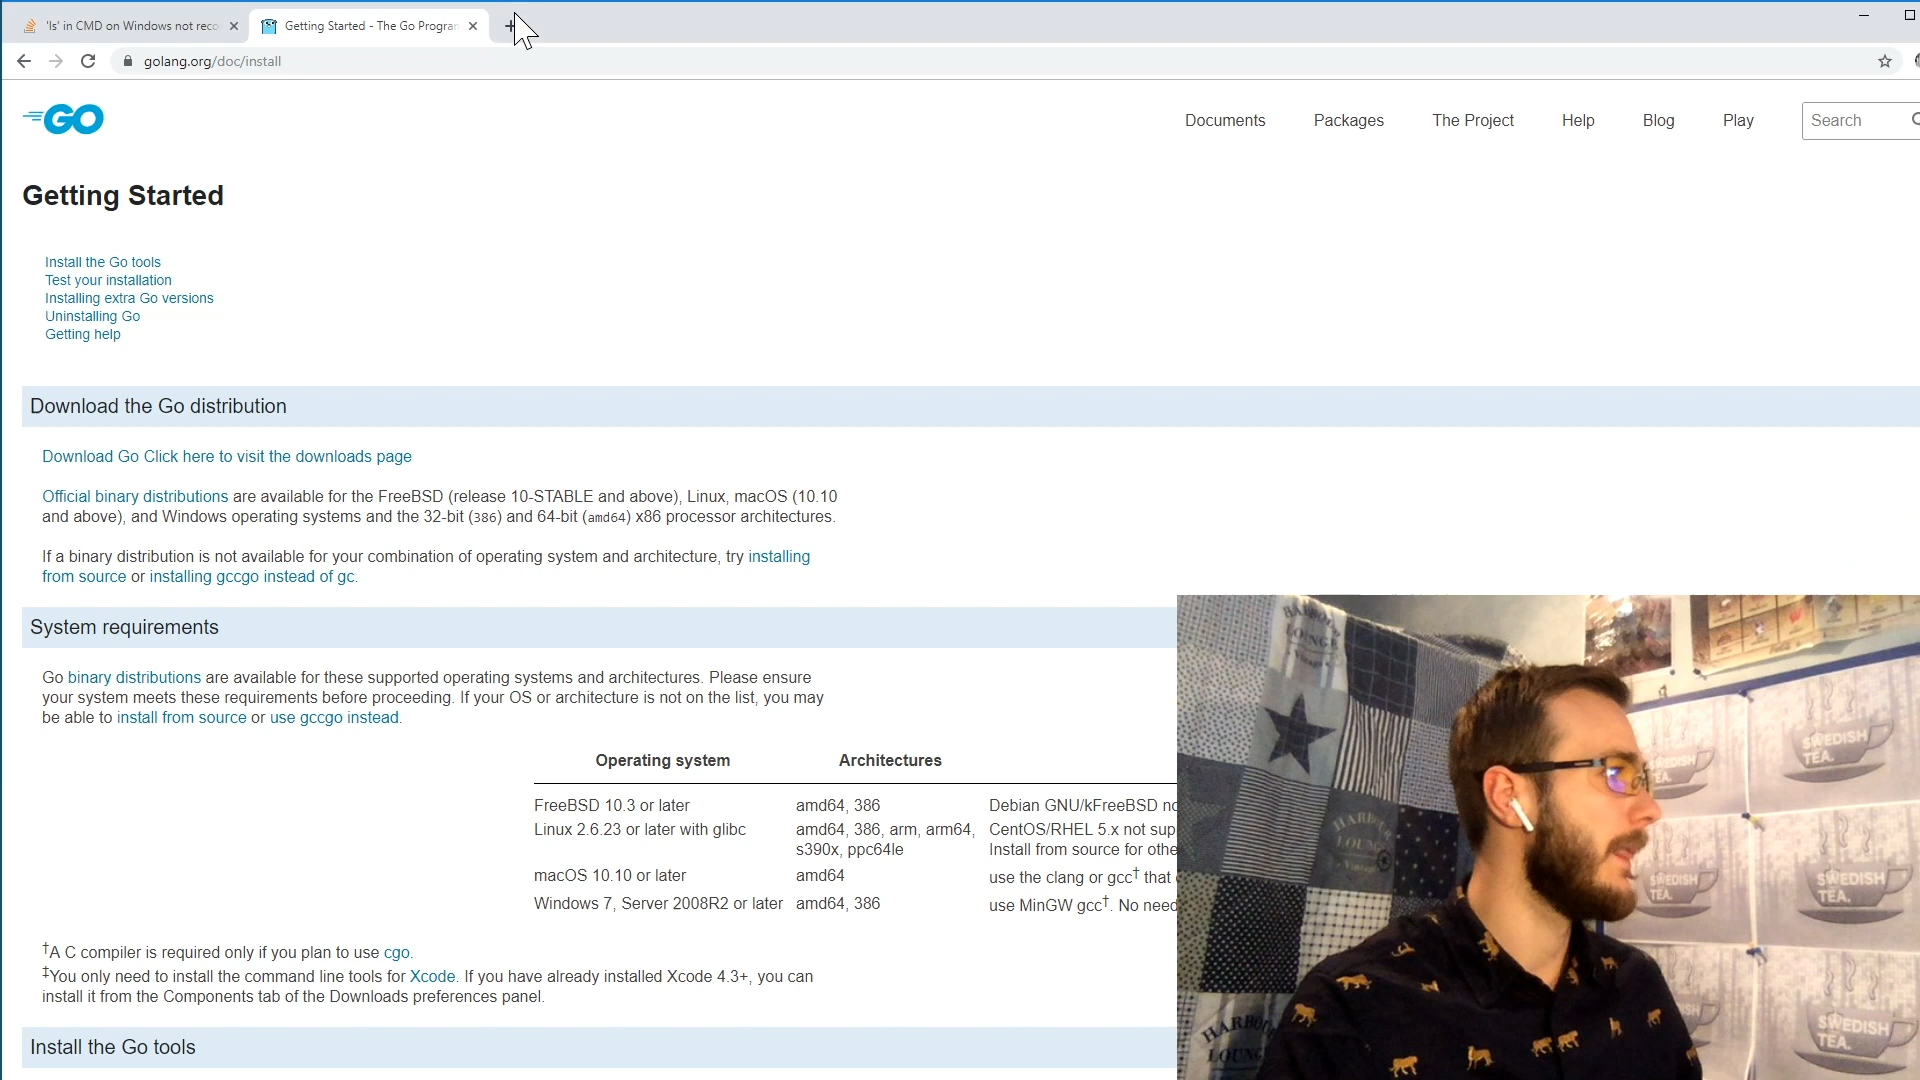 'ls' in CMD on Windows not reco
Getting Started - The Go Program
golang.org/doc/install
GO
Documents
Packages
The Project
Help
Blog
Play
Search
Getting Started
Install the Go tools
Test your installation
Installing extra Go versions
Uninstalling Go
Getting help
Download the Go distribution
Download Go Click here to visit the downloads page
Official binary distributions are available for the FreeBSD (release 10-STABLE and above), Linux, macOS (10.10
and above), and Windows operating systems and the 32-bit (386) and 64-bit (amd64) x86 processor architectures.
If a binary distribution is not available for your combination of operating system and architecture, try installing
from source or installing gccgo instead of gc.
System requirements
Go binary distributions are available for these supported operating systems and architectures. Please ensure
your system meets these requirements before proceeding. If your OS or architecture is not on the list, you may
be able to install from source or use gccgo instead.
Operating system Architectures
FreeBSD 10.3 or later amd64, 386 Debian GNU/kFreeBSD no
Linux 2.6.23 or later with glibc amd64, 386, arm, arm64, CentOS/RHEL 5.x not sup
s390x, ppc64le Install from source for othe
macOS 10.10 or later amd64 use the clang or gcc† that
Windows 7, Server 2008R2 or later amd64, 386 use MinGW gcc†. No need
†A C compiler is required only if you plan to use cgo.
‡You only need to install the command line tools for Xcode. If you have already installed Xcode 4.3+, you can
install it from the Components tab of the Downloads preferences panel.
Install the Go tools
HARBOUR
LOUNGE
HARBOUR
LOUNGE
HARBO
LOUNG
SWEDISH
TEA.
SWEDISH
TEA.
SWEDISH
TEA.
SWEDISH
TEA.
SWEDISH
TEA.